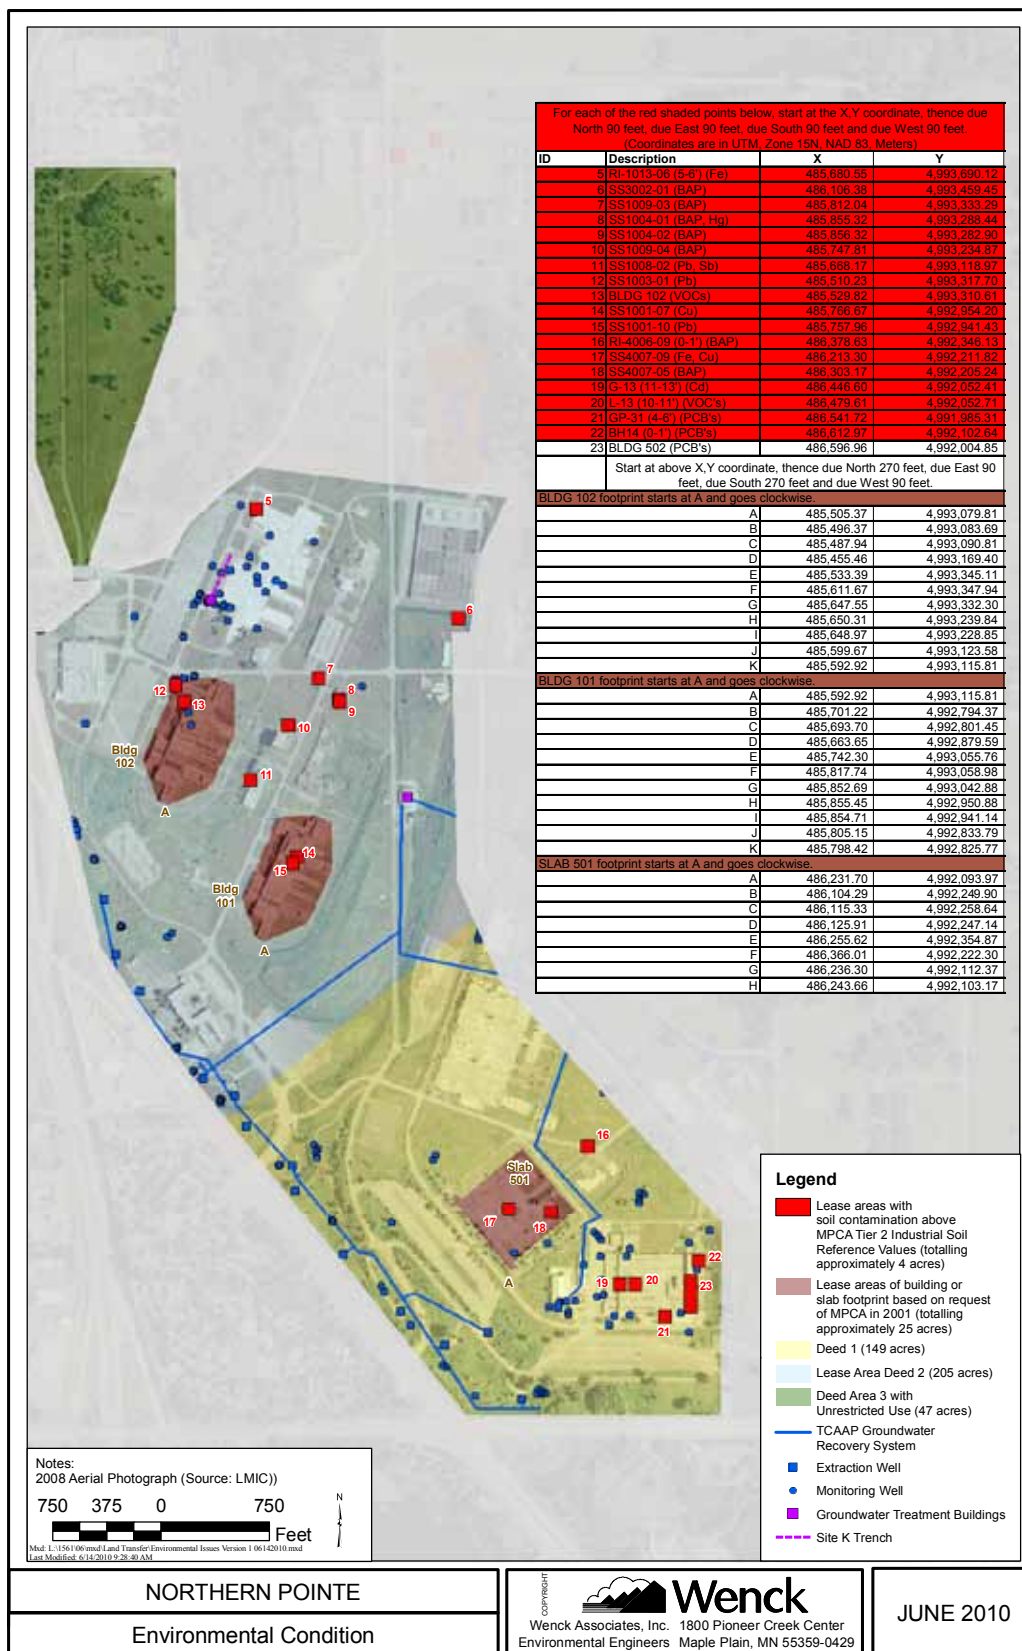 For each of the red shaded points below, start at the X,Y coordinate, thence due
North 90 feet, due East 90 feet, due South 90 feet and due West 90 feet.
(Coordinates are in UTM, Zone 15N, NAD 83, Meters)
ID Description X Y
5 RI-1013-06 (5-6') (Fe) 485,680.55 4,993,690.12
6 SS3002-01 (BAP) 486,106.38 4,993,459.45
7 SS1009-03 (BAP) 485,812.04 4,993,333.29
8 SS1004-01 (BAP, Hg) 485,855.32 4,993,288.44
9 SS1004-02 (BAP) 485,856.32 4,993,282.90
10 SS1009-04 (BAP) 485,747.81 4,993,234.87
11 SS1008-02 (Pb, Sb) 485,668.17 4,993,118.97
12 SS1003-01 (Pb) 485,510.23 4,993,317.70
13 BLDG 102 (VOCs) 485,529.82 4,993,310.61
14 SS1001-07 (Cu) 485,766.67 4,992,954.20
15 SS1001-10 (Pb) 485,757.96 4,992,941.43
16 RI-4006-09 (0-1') (BAP) 486,378.63 4,992,346.13
17 SS4007-09 (Fe, Cu) 486,213.30 4,992,211.82
18 SS4007-05 (BAP) 486,303.17 4,992,205.24
19 G-13 (11-13') (Cd) 486,446.60 4,992,052.41
20 L-13 (10-11') (VOC's) 486,479.61 4,992,052.71
21 GP-31 (4-8') (PCB's) 486,541.72 4,991,985.31
22 BH14 (0-1') (PCB's) 486,612.97 4,992,102.64
23 BLDG 502 (PCB's) 486,596.96 4,992,004.85
Start at above X,Y coordinate, thence due North 270 feet, due East 90
feet, due South 270 feet and due West 90 feet.
BLDG 102 footprint starts at A and goes clockwise.
A 485,505.37 4,993,079.81
B 485,496.37 4,993,083.69
C 485,487.94 4,993,090.81
D 485,455.46 4,993,169.40
E 485,533.39 4,993,345.11
F 485,611.67 4,993,347.94
G 485,647.55 4,993,332.30
H 485,650.31 4,993,239.84
I 485,648.97 4,993,228.85
J 485,599.67 4,993,123.58
K 485,592.92 4,993,115.81
BLDG 101 footprint starts at A and goes clockwise.
A 485,592.92 4,993,115.81
B 485,701.22 4,992,794.37
C 485,693.70 4,992,801.45
D 485,663.65 4,992,879.59
E 485,742.30 4,993,055.76
F 485,817.74 4,993,058.98
G 485,852.69 4,993,042.88
H 485,855.45 4,992,950.88
I 485,854.71 4,992,941.14
J 485,805.15 4,992,833.79
K 485,798.42 4,992,825.77
SLAB 501 footprint starts at A and goes clockwise.
A 486,231.70 4,992,093.97
B 486,104.29 4,992,249.90
C 486,115.33 4,992,258.64
D 486,125.91 4,992,247.14
E 486,255.62 4,992,354.87
F 486,366.01 4,992,222.30
G 486,236.30 4,992,112.37
H 486,243.66 4,992,103.17
5
6
7
8
9
10
11
12
13
Bldg
102
A
14
15
Bldg
101
A
16
Slab
501
17
18
A
19
20
21
22
23
Legend
Lease areas with
soil contamination above
MPCA Tier 2 Industrial Soil
Reference Values (totalling
approximately 4 acres)
Lease areas of building or
slab footprint based on request
of MPCA in 2001 (totalling
approximately 25 acres)
Deed 1 (149 acres)
Lease Area Deed 2 (205 acres)
Deed Area 3 with
Unrestricted Use (47 acres)
TCAAP Groundwater
Recovery System
Extraction Well
Monitoring Well
Groundwater Treatment Buildings
Site K Trench
Notes:
2008 Aerial Photograph (Source: LMIC))
750 375 0 750
Feet
N
Mxd: L:\1561\06\mxd\Land Transfer\Environmental Issues Version 1 06142010.mxd
Last Modified: 6/14/2010 9:28:40 AM
NORTHERN POINTE
Environmental Condition
COPYRIGHT
Wenck
Wenck Associates, Inc. 1800 Pioneer Creek Center
Environmental Engineers Maple Plain, MN 55359-0429
JUNE 2010